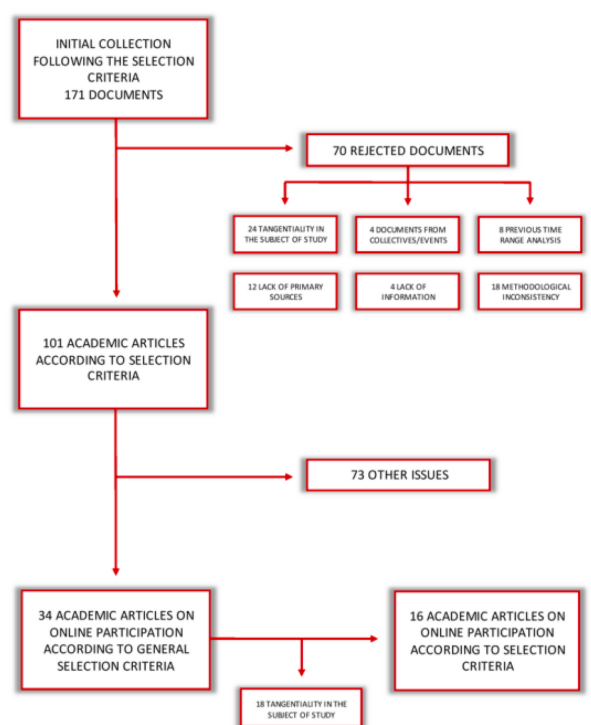 INITIAL COLLECTION
FOLLOWING THE SELECTION
CRITERIA
171 DOCUMENTS
70 REJECTED DOCUMENTS
24 TANGENTIALITY IN
THE SUBJECT OF STUDY
4 DOCUMENTS FROM
COLLECTIVES/EVENTS
8 PREVIOUS TIME
RANGE ANALYSIS
12 LACK OF PRIMARY
SOURCES
4 LACK OF
INFORMATION
18 METHODOLOGICAL
INCONSISTENCY
101 ACADEMIC ARTICLES
ACCORDING TO SELECTION
CRITERIA
73 OTHER ISSUES
34 ACADEMIC ARTICLES ON
ONLINE PARTICIPATION
ACCORDING TO GENERAL
SELECTION CRITERIA
16 ACADEMIC ARTICLES ON
ONLINE PARTICIPATION
ACCORDING TO SELECTION
CRITERIA
18 TANGENTIALITY IN THE
SUBJECT OF STUDY